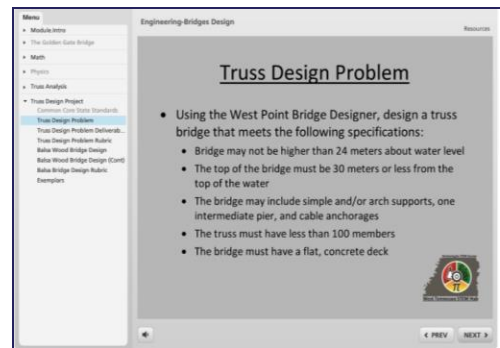 Menu
Module Intro
The Golden Gate Bridge
Math
Physics
Truss Analysis
Truss Design Project
Common Core State Standards
Truss Design Problem
Truss Design Problem Deliverab...
Truss Design Problem Rubric
Balsa Wood Bridge Design
Balsa Wood Bridge Design (Cont)
Balsa Bridge Design Rubric
Exemplars
Engineering-Bridges Design
Resources
Truss Design Problem
• Using the West Point Bridge Designer, design a truss
bridge that meets the following specifications:
• Bridge may not be higher than 24 meters about water level
• The top of the bridge must be 30 meters or less from the
top of the water
• The bridge may include simple and/or arch supports, one
intermediate pier, and cable anchorages
• The truss must have less than 100 members
• The bridge must have a flat, concrete deck
West Tennessee STEM Hub
< PREV
NEXT >